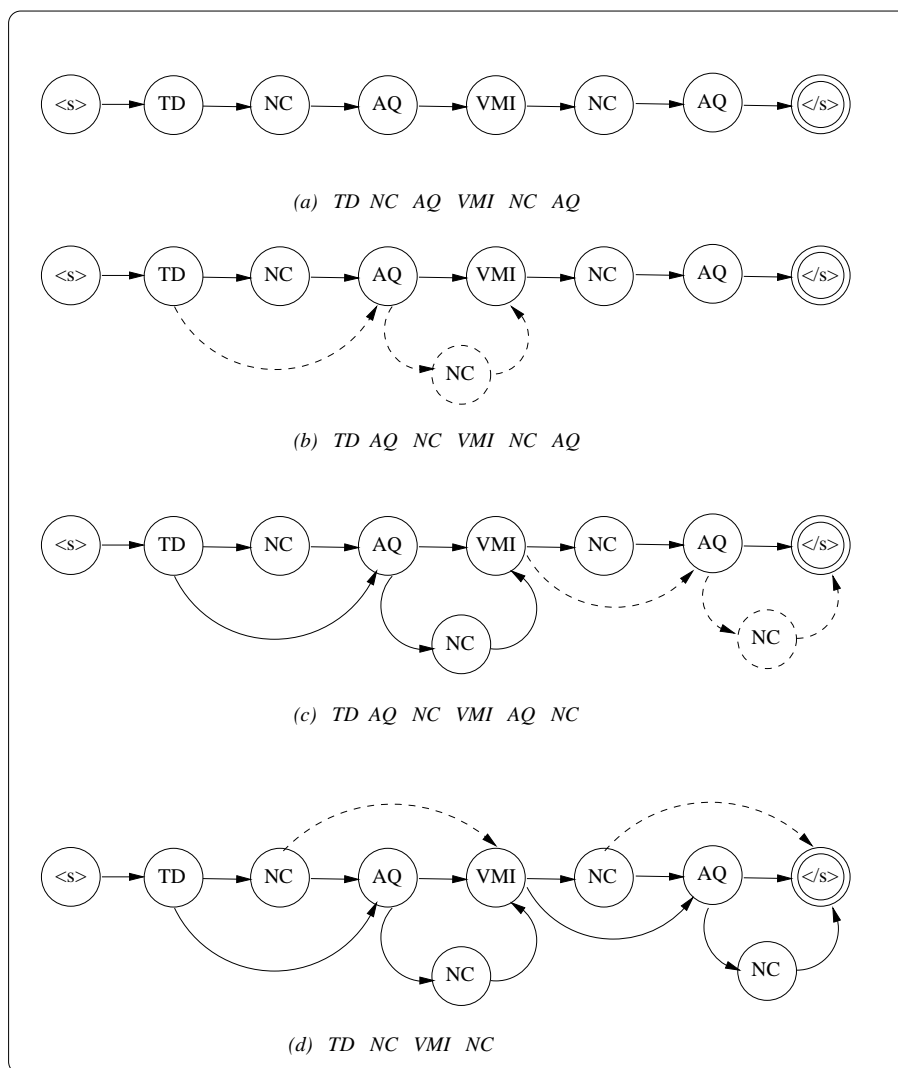 <s> TD NC AQ VMI NC AQ </s>
(a) TD NC AQ VMI NC AQ
<s> TD NC AQ VMI NC AQ </s>
NC
(b) TD AQ NC VMI NC AQ
<s> TD NC AQ VMI NC AQ </s>
NC NC
(c) TD AQ NC VMI AQ NC
<s> TD NC AQ VMI NC AQ </s>
NC NC
(d) TD NC VMI NC